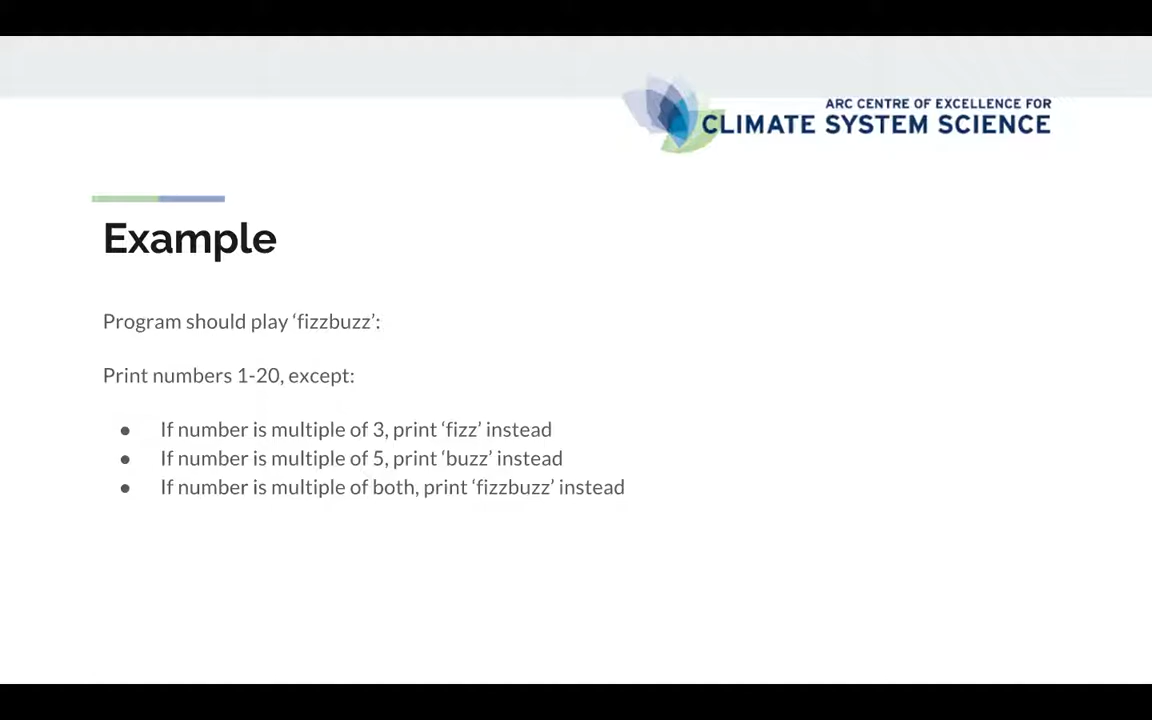 ARC CENTRE OF EXCELLENCE FOR
CLIMATE SYSTEM SCIENCE
Example
Program should play ‘fizzbuzz’:
Print numbers 1-20, except:
● If number is multiple of 3, print ‘fizz’ instead
● If number is multiple of 5, print ‘buzz’ instead
● If number is multiple of both, print ‘fizzbuzz’ instead